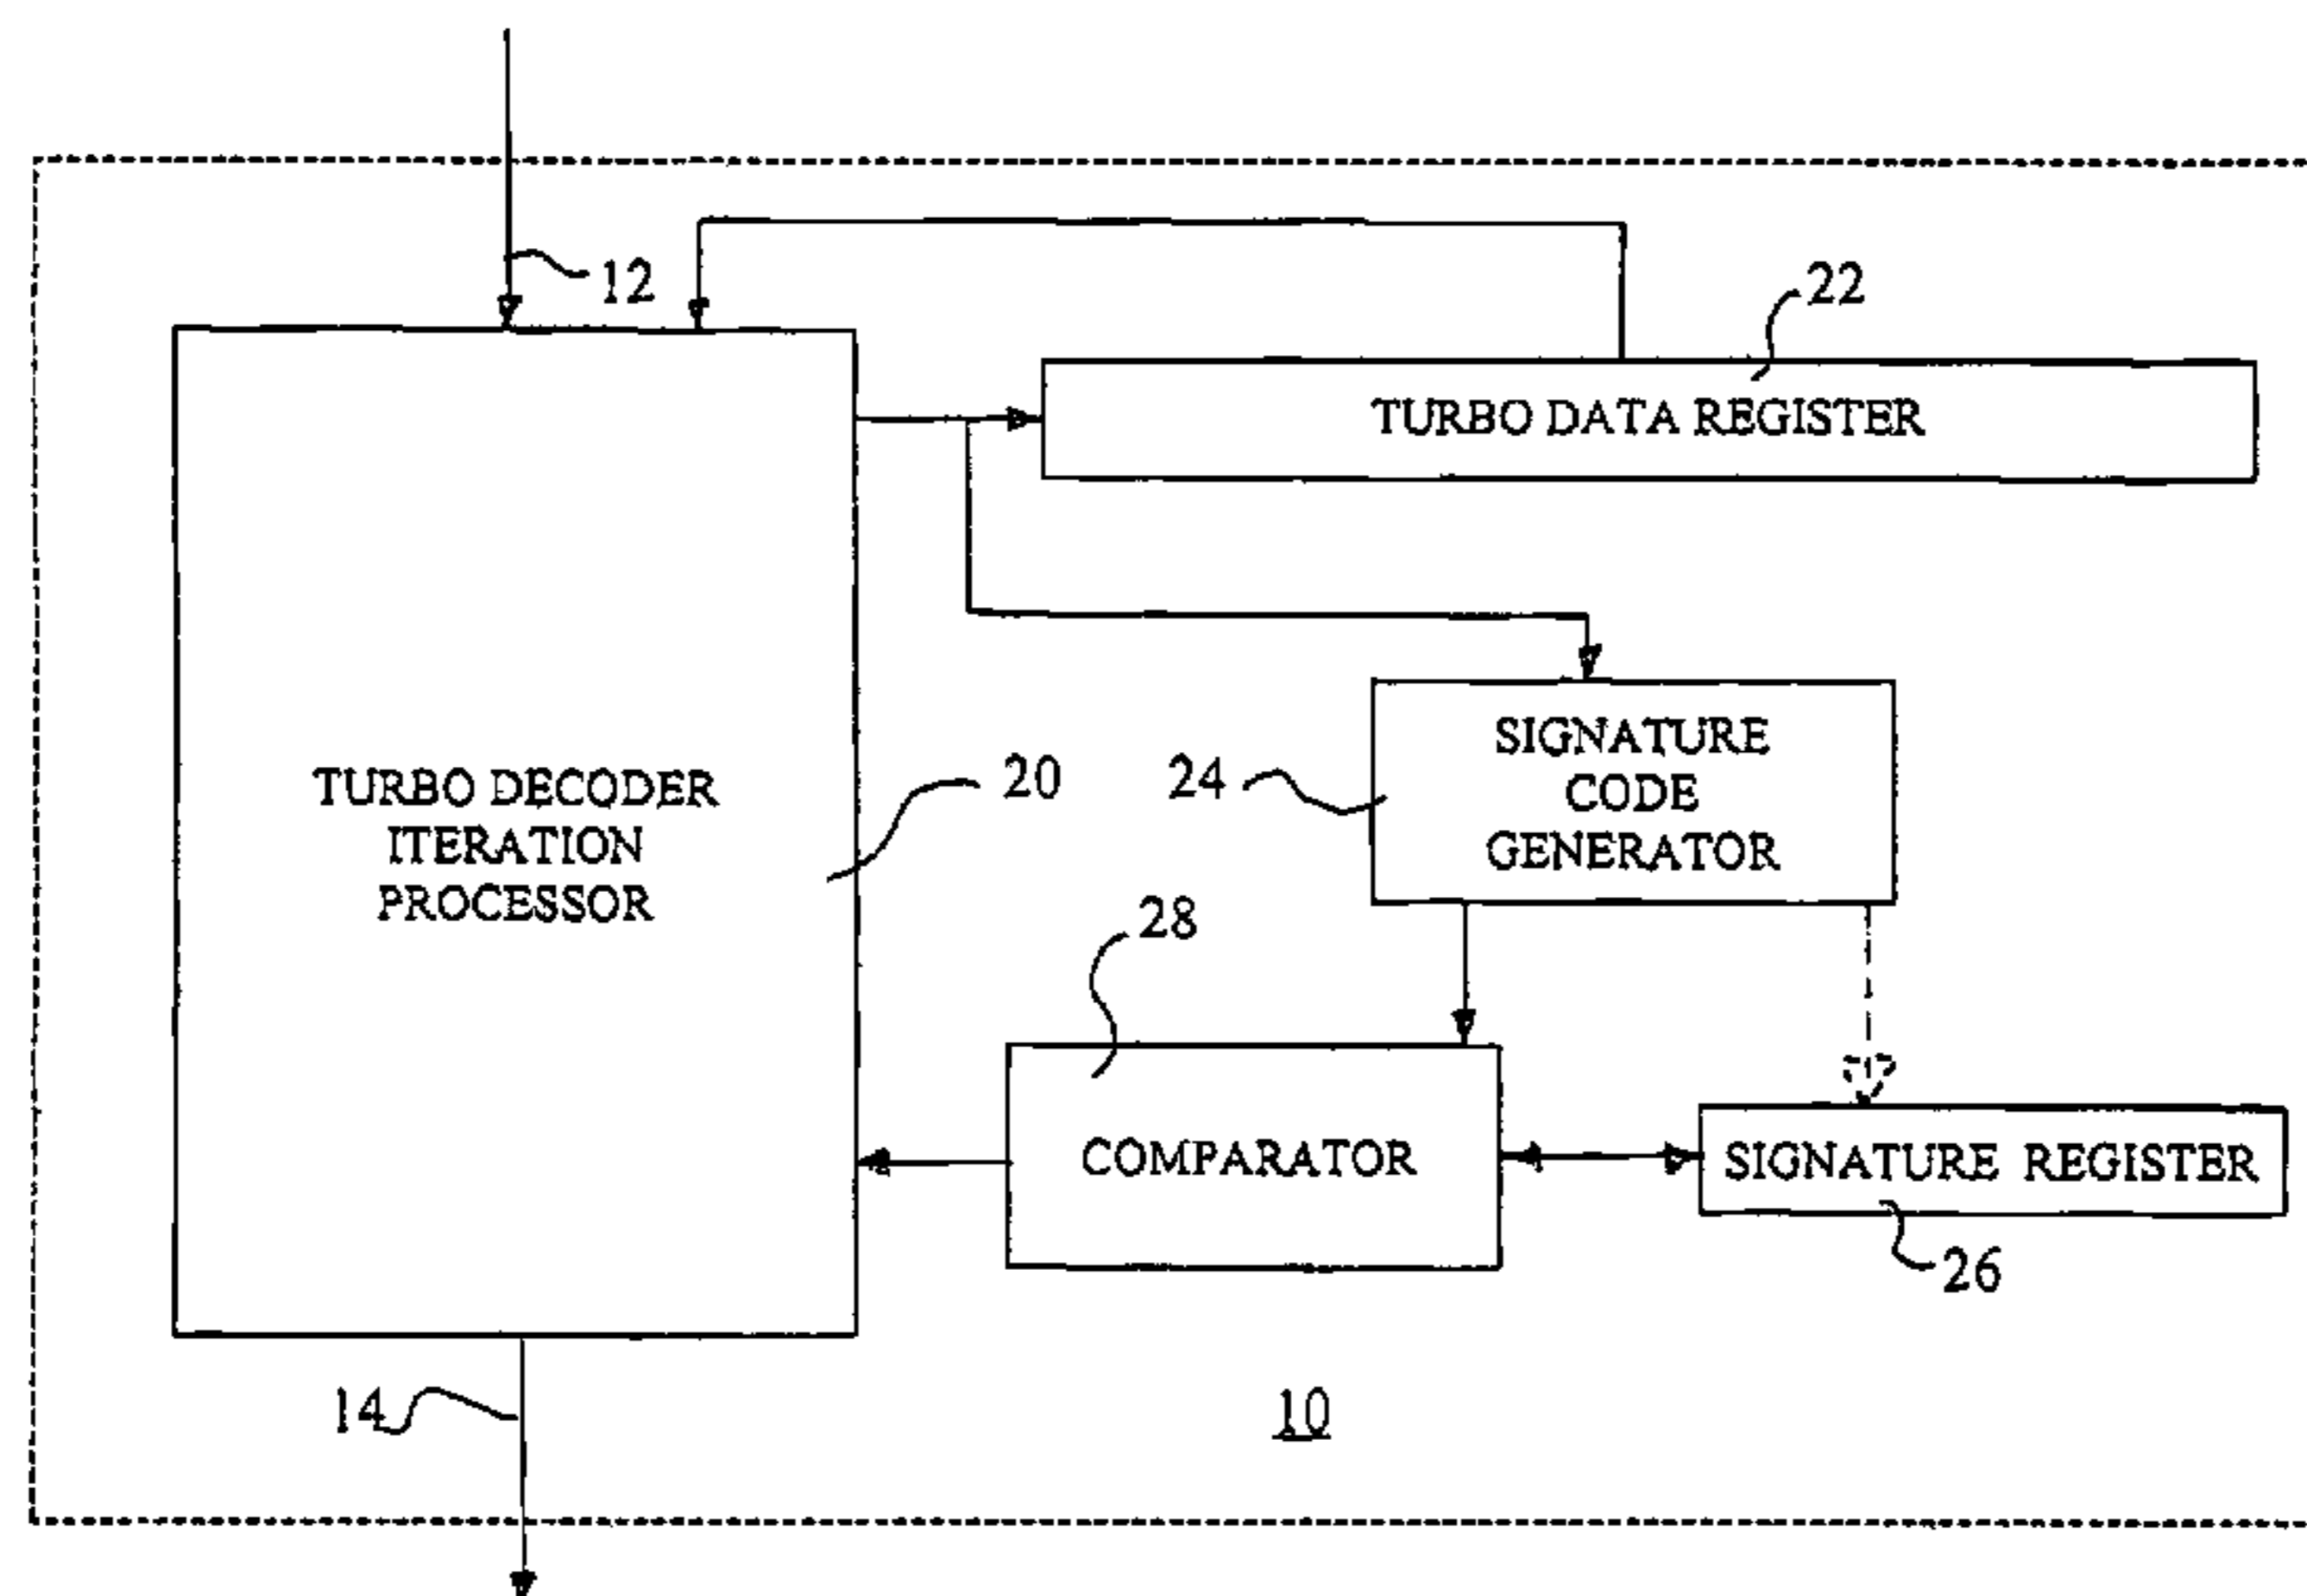 12
22
TURBO DATA REGISTER
TURBO DECODER
ITERATION
PROCESSOR
20
24
SIGNATURE
CODE
GENERATOR
28
COMPARATOR
SIGNATURE REGISTER
26
14
10